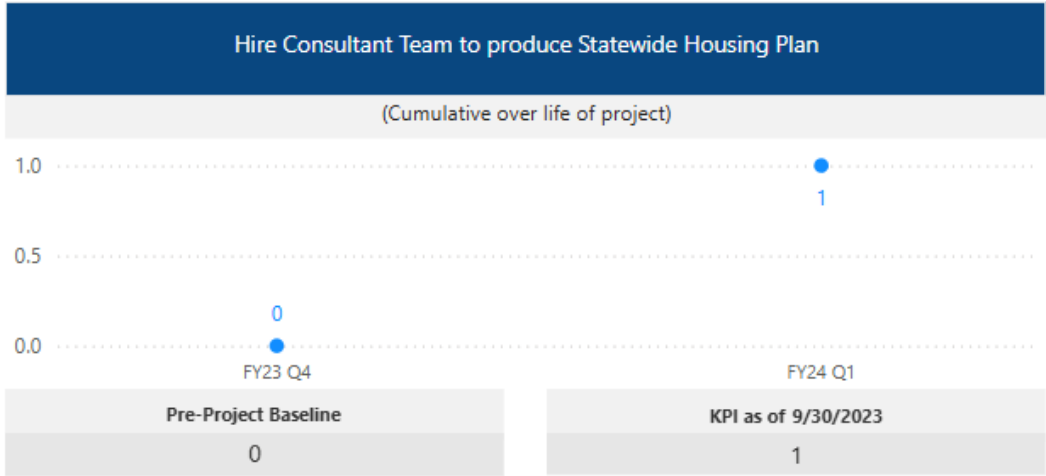 Hire Consultant Team to produce Statewide Housing Plan
(Cumulative over life of project)
1.0
1
0.5
0
0.0
FY23 Q4 FY24 Q1
Pre-Project Baseline KPI as of 9/30/2023
0 1